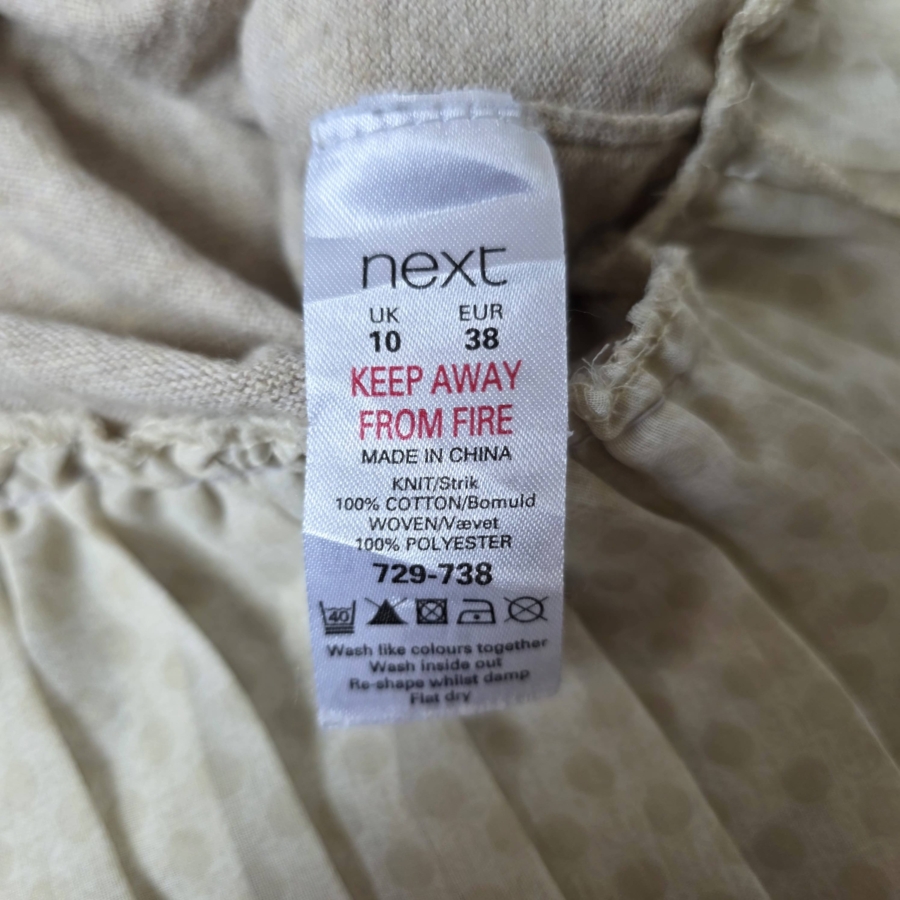 next
UK EUR
10 38
KEEP AWAY
FROM FIRE
MADE IN CHINA
KNIT/Strik
100% COTTON/Bomuld
WOVEN/Vævet
100% POLYESTER
729-738
40
Wash like colours together
Wash inside out
Re-shape whilst damp
Flat dry